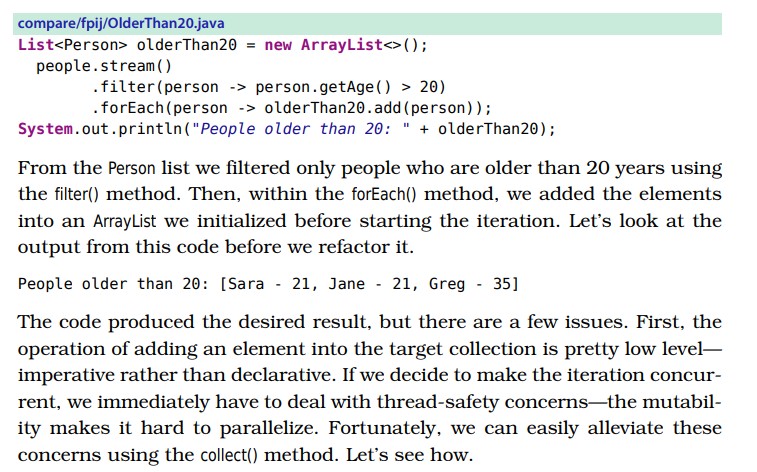 compare/fpij/OlderThan20.java
List<Person> olderThan20 = new ArrayList<>();
people.stream()
.filter(person -> person.getAge() > 20)
.forEach(person -> olderThan20.add(person));
System.out.println("People older than 20: " + olderThan20);
From the Person list we filtered only people who are older than 20 years using
the filter() method. Then, within the forEach() method, we added the elements
into an ArrayList we initialized before starting the iteration. Let’s look at the
output from this code before we refactor it.
People older than 20: [Sara - 21, Jane - 21, Greg - 35]
The code produced the desired result, but there are a few issues. First, the
operation of adding an element into the target collection is pretty low level—
imperative rather than declarative. If we decide to make the iteration concur-
rent, we immediately have to deal with thread-safety concerns—the mutabil-
ity makes it hard to parallelize. Fortunately, we can easily alleviate these
concerns using the collect() method. Let’s see how.